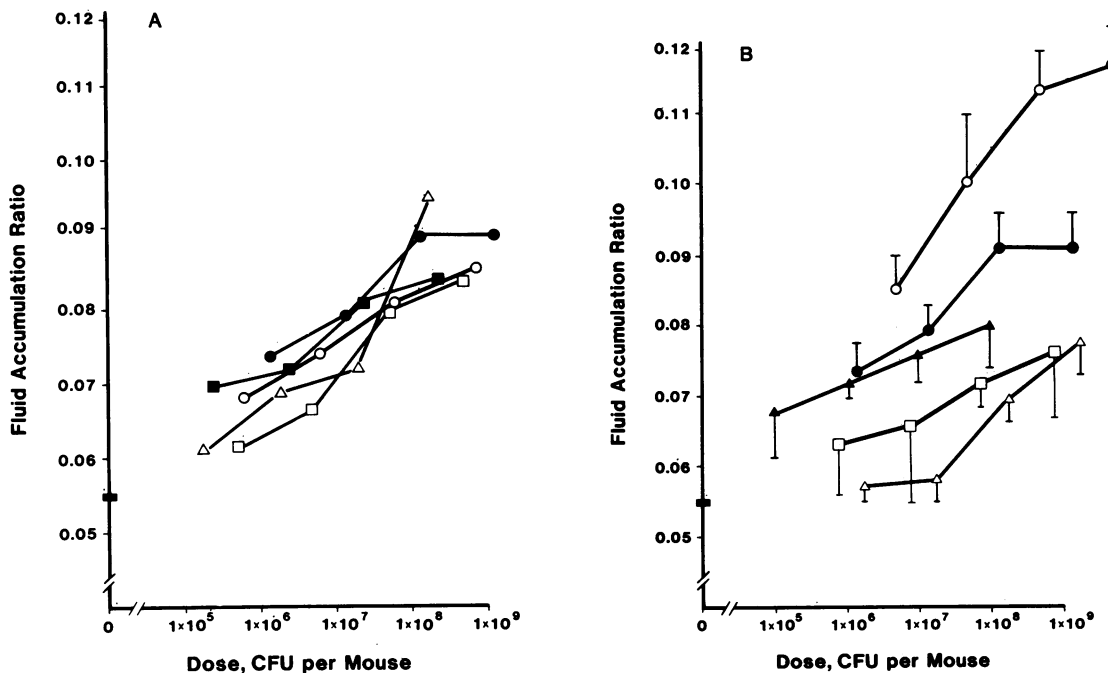 A
0.12
0.11
0.10
0.09
0.08
0.07
0.06
0.05
Fluid Accumulation Ratio
0 1×10⁵ 1×10⁶ 1×10⁷ 1×10⁸ 1×10⁹
Dose, CFU per Mouse
B
0.12
0.11
0.10
0.09
0.08
0.07
0.06
0.05
Fluid Accumulation Ratio
0 1×10⁵ 1×10⁶ 1×10⁷ 1×10⁸ 1×10⁹
Dose, CFU per Mouse